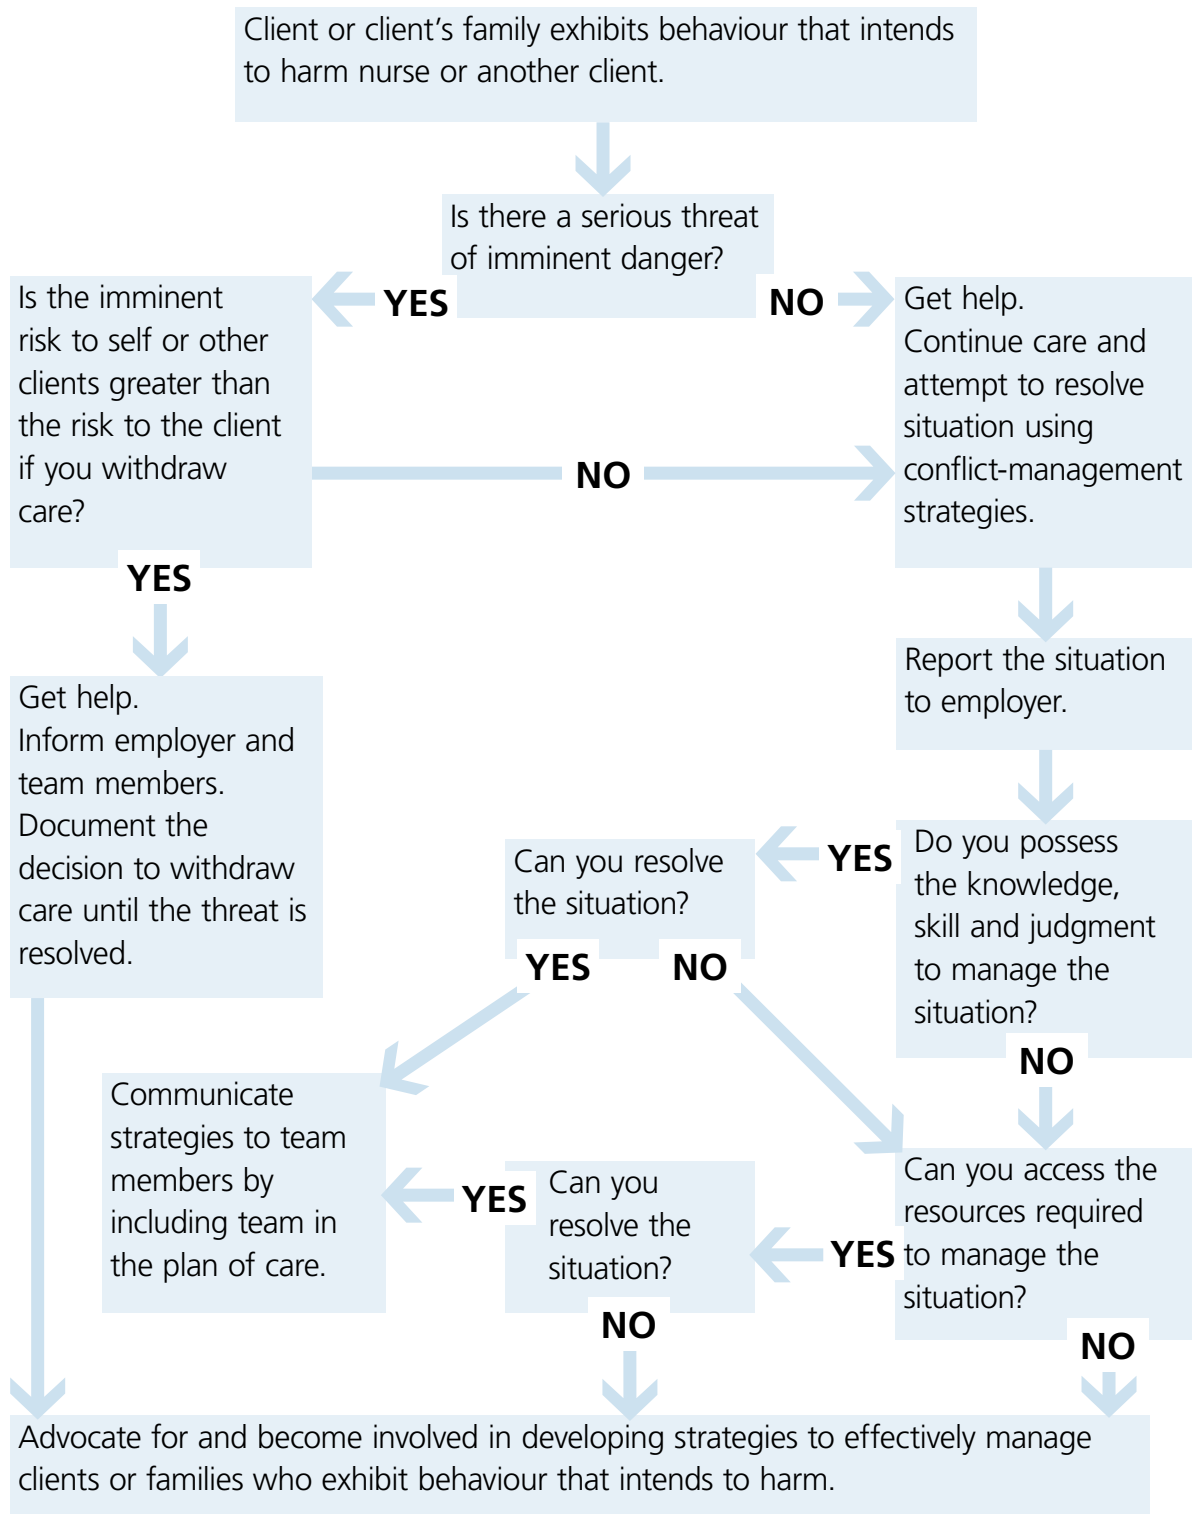 Client or client’s family exhibits behaviour that intends
to harm nurse or another client.
Is there a serious threat
of imminent danger?
YES
NO
Is the imminent
risk to self or other
clients greater than
the risk to the client
if you withdraw
care?
Get help.
Continue care and
attempt to resolve
situation using
conflict-management
strategies.
NO
YES
Report the situation
to employer.
Get help.
Inform employer and
team members.
Document the
decision to withdraw
care until the threat is
resolved.
Do you possess
the knowledge,
skill and judgment
to manage the
situation?
YES
Can you resolve
the situation?
YES
NO
NO
Communicate
strategies to team
members by
including team in
the plan of care.
YES
Can you
resolve the
situation?
YES
Can you access the
resources required
to manage the
situation?
NO
NO
Advocate for and become involved in developing strategies to effectively manage
clients or families who exhibit behaviour that intends to harm.